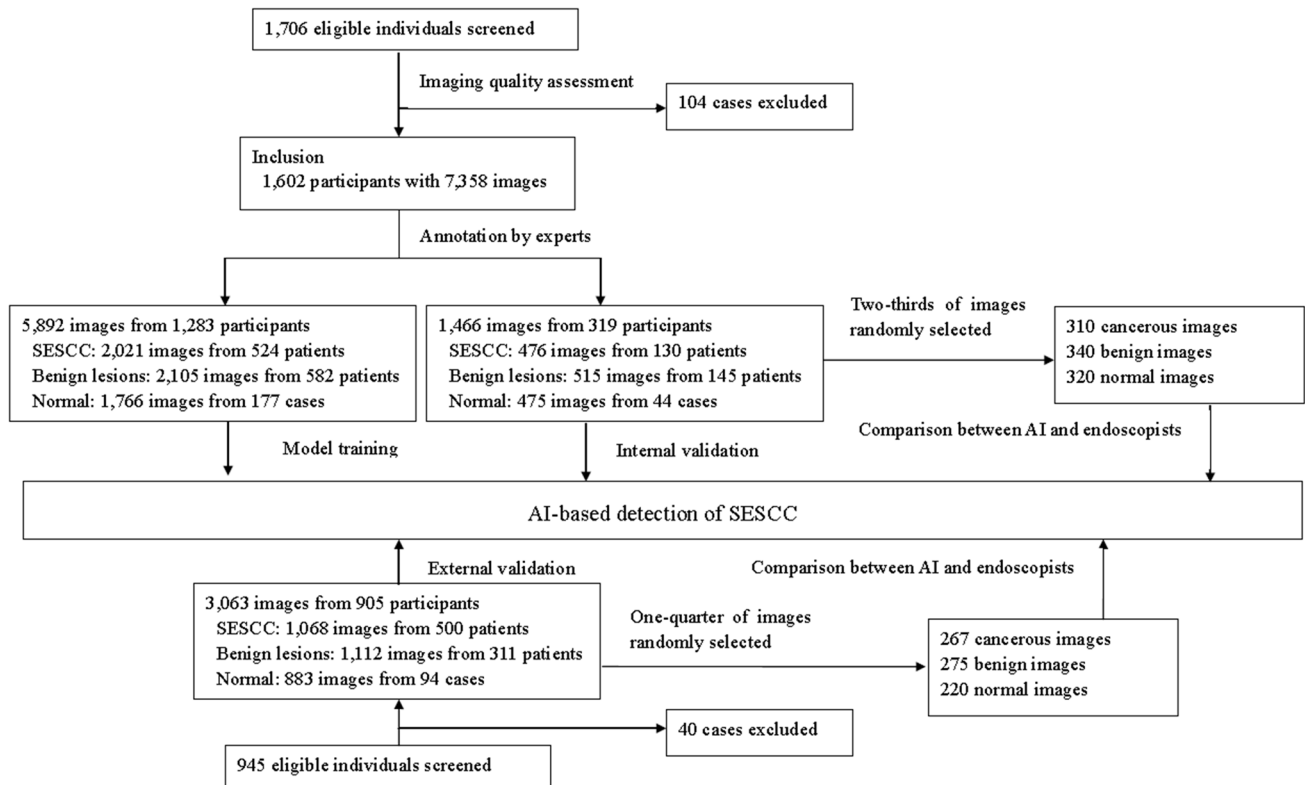 1,706 eligible individuals screened
Imaging quality assessment
104 cases excluded
Inclusion
1,602 participants with 7,358 images
Annotation by experts
5,892 images from 1,283 participants
SESCC: 2,021 images from 524 patients
Benign lesions: 2,105 images from 582 patients
Normal: 1,766 images from 177 cases
1,466 images from 319 participants
SESCC: 476 images from 130 patients
Benign lesions: 515 images from 145 patients
Normal: 475 images from 44 cases
Two-thirds of images
randomly selected
310 cancerous images
340 benign images
320 normal images
Model training
Internal validation
Comparison between AI and endoscopists
AI-based detection of SESCC
External validation
Comparison between AI and endoscopists
3,063 images from 905 participants
SESCC: 1,068 images from 500 patients
Benign lesions: 1,112 images from 311 patients
Normal: 883 images from 94 cases
One-quarter of images
randomly selected
267 cancerous images
275 benign images
220 normal images
40 cases excluded
945 eligible individuals screened